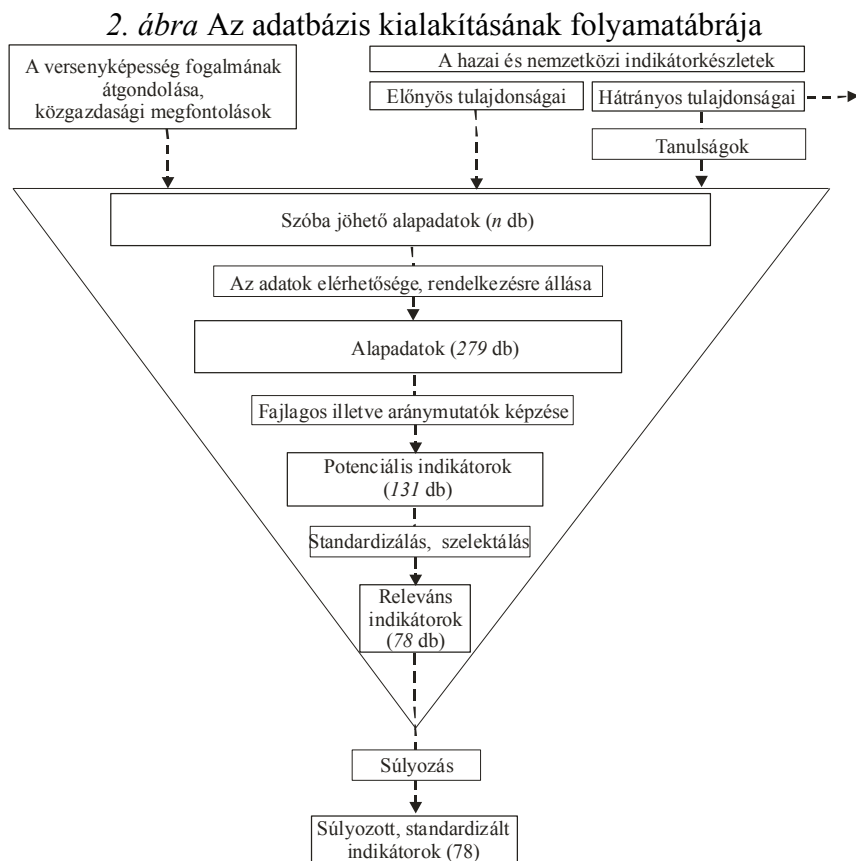 2. ábra Az adatbázis kialakításának folyamatábrája
A versenyképesség fogalmának
átgondolása,
közgazdasági megfontolások
A hazai és nemzetközi indikátorkészletek
Előnyös tulajdonságai
Hátrányos tulajdonságai
Tanulságok
Szóba jöhető alapadatok (n db)
Az adatok elérhetősége, rendelkezésre állása
Alapadatok (279 db)
Fajlagos illetve aránymutatók képzése
Potenciális indikátorok
(131 db)
Standardizálás, szelektálás
Releváns
indikátorok
(78 db)
Súlyozás
Súlyozott, standardizált
indikátorok (78)